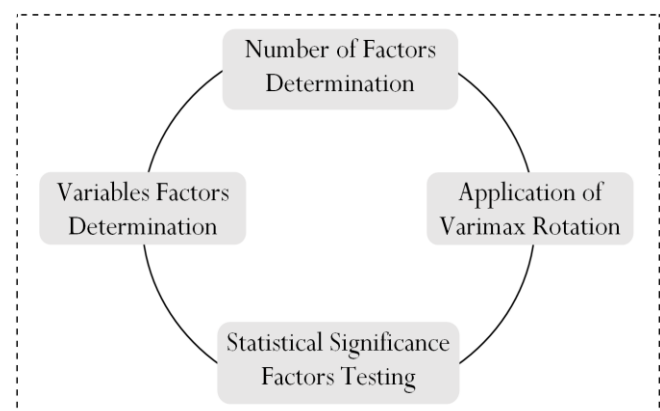 Number of Factors
Determination
Variables Factors
Determination
Application of
Varimax Rotation
Statistical Significance
Factors Testing